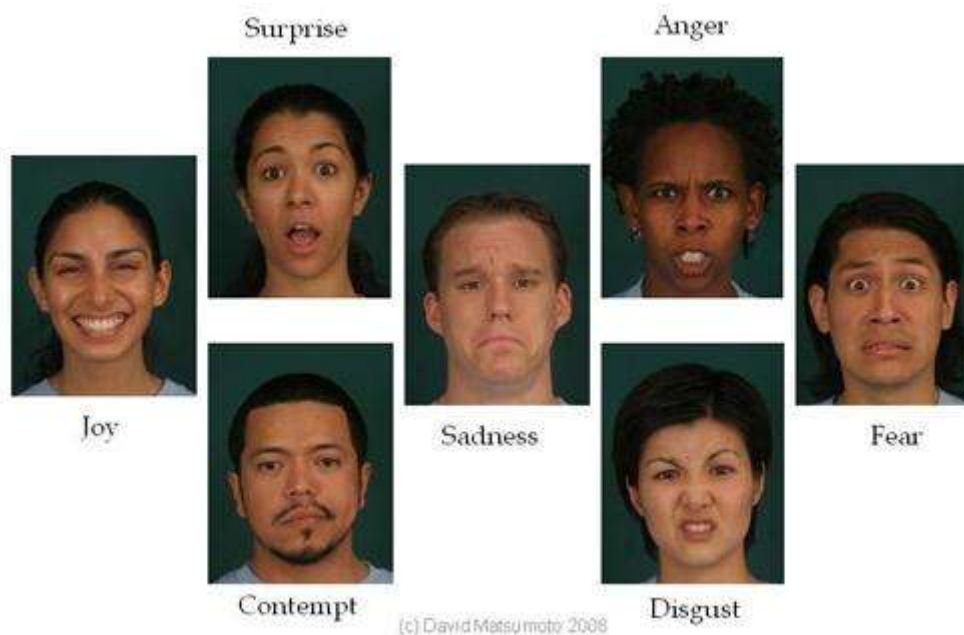 Surprise
Anger
Joy
Sadness
Fear
Contempt
Disgust
(c) David Matsumoto 2008